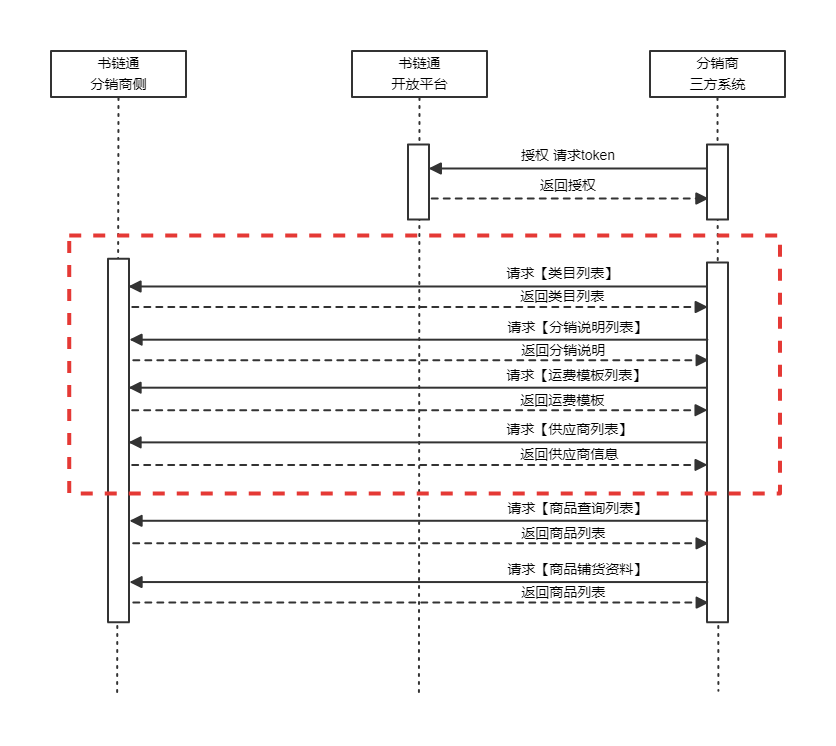 书链通
分销商侧
书链通
开放平台
分销商
三方系统
授权 请求token
返回授权
请求【类目列表】
返回类目列表
请求【分销说明列表】
返回分销说明
请求【运费模板列表】
返回运费模板
请求【供应商列表】
返回供应商信息
请求【商品查询列表】
返回商品列表
请求【商品铺货资料】
返回商品列表